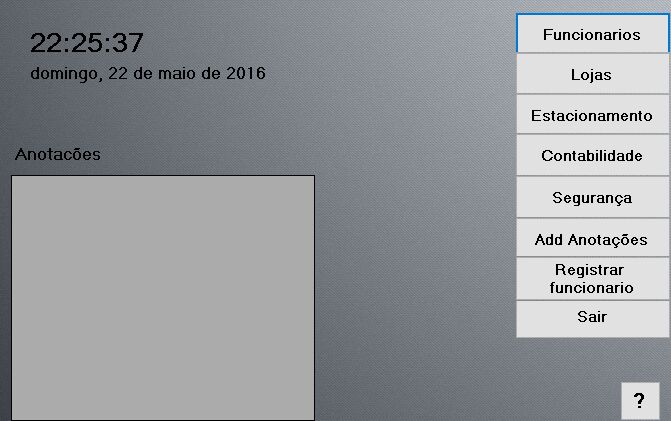 22:25:37
domingo, 22 de maio de 2016
Anotacões
Funcionarios
Lojas
Estacionamento
Contabilidade
Segurança
Add Anotações
Registrar
funcionario
Sair
?